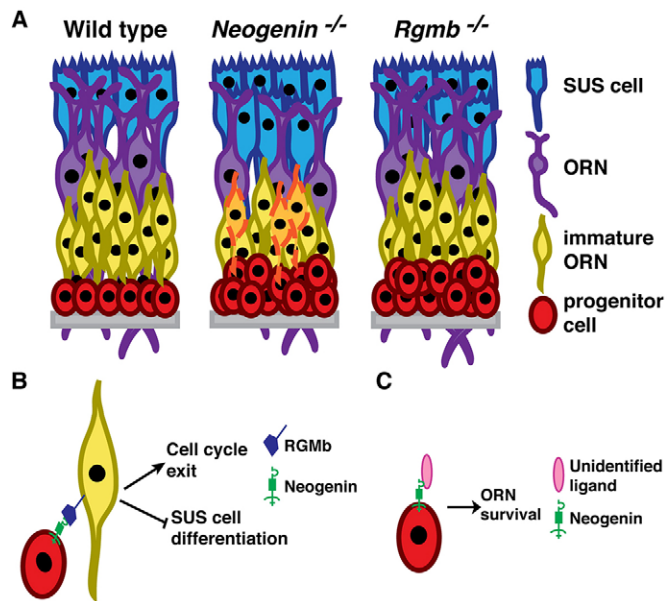 A
Wild type
Neogenin -/-
Rgmb -/-
SUS cell
ORN
immature
ORN
progenitor
cell
B
Cell cycle
exit
SUS cell
differentiation
RGMb
Neogenin
C
ORN
survival
Unidentified
ligand
Neogenin